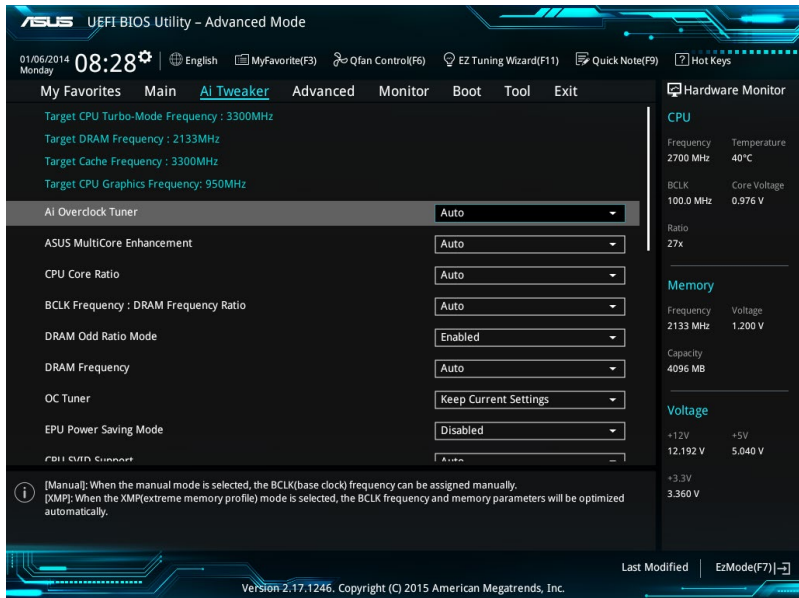 ASUS UEFI BIOS Utility – Advanced Mode
01/06/2014
Monday
08:28
English
MyFavorite(F3)
Qfan Control(F6)
EZ Tuning Wizard(F11)
Quick Note(F9)
? Hot Keys
My Favorites Main Ai Tweaker Advanced Monitor Boot Tool Exit
Target CPU Turbo-Mode Frequency : 3300MHz
Target DRAM Frequency : 2133MHz
Target Cache Frequency : 3300MHz
Target CPU Graphics Frequency: 950MHz
Ai Overclock Tuner Auto
ASUS MultiCore Enhancement Auto
CPU Core Ratio Auto
BCLK Frequency : DRAM Frequency Ratio Auto
DRAM Odd Ratio Mode Enabled
DRAM Frequency Auto
OC Tuner Keep Current Settings
EPU Power Saving Mode Disabled
CPU SVID Support Auto
[Manual]: When the manual mode is selected, the BCLK(base clock) frequency can be assigned manually.
[XMP]: When the XMP(extreme memory profile) mode is selected, the BCLK frequency and memory parameters will be optimized
automatically.
Hardware Monitor
CPU
Frequency Temperature
2700 MHz 40°C
BCLK Core Voltage
100.0 MHz 0.976 V
Ratio
27x
Memory
Frequency Voltage
2133 MHz 1.200 V
Capacity
4096 MB
Voltage
+12V +5V
12.192 V 5.040 V
+3.3V
3.360 V
Last Modified
EzMode(F7)
Version 2.17.1246. Copyright (C) 2015 American Megatrends, Inc.